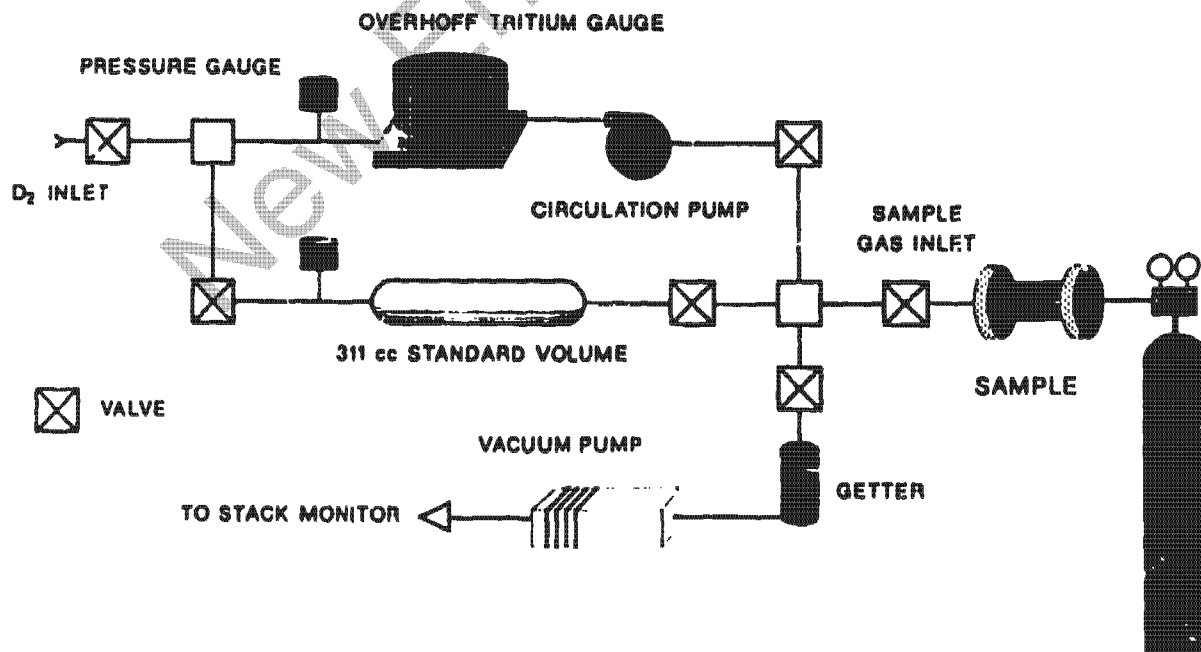 OVERHOFF TRITIUM GAUGE
PRESSURE GAUGE
D₂ INLET
CIRCULATION PUMP
SAMPLE
GAS INLET
311 cc STANDARD VOLUME
SAMPLE
VALVE
VACUUM PUMP
GETTER
TO STACK MONITOR
New